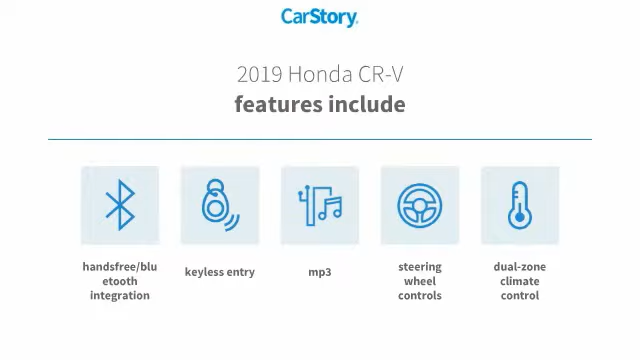 CarStory
2019 Honda CR-V
features include
handsfree/blu
etooth
integration
keyless entry
mp3
steering
wheel
controls
dual-zone
climate
control